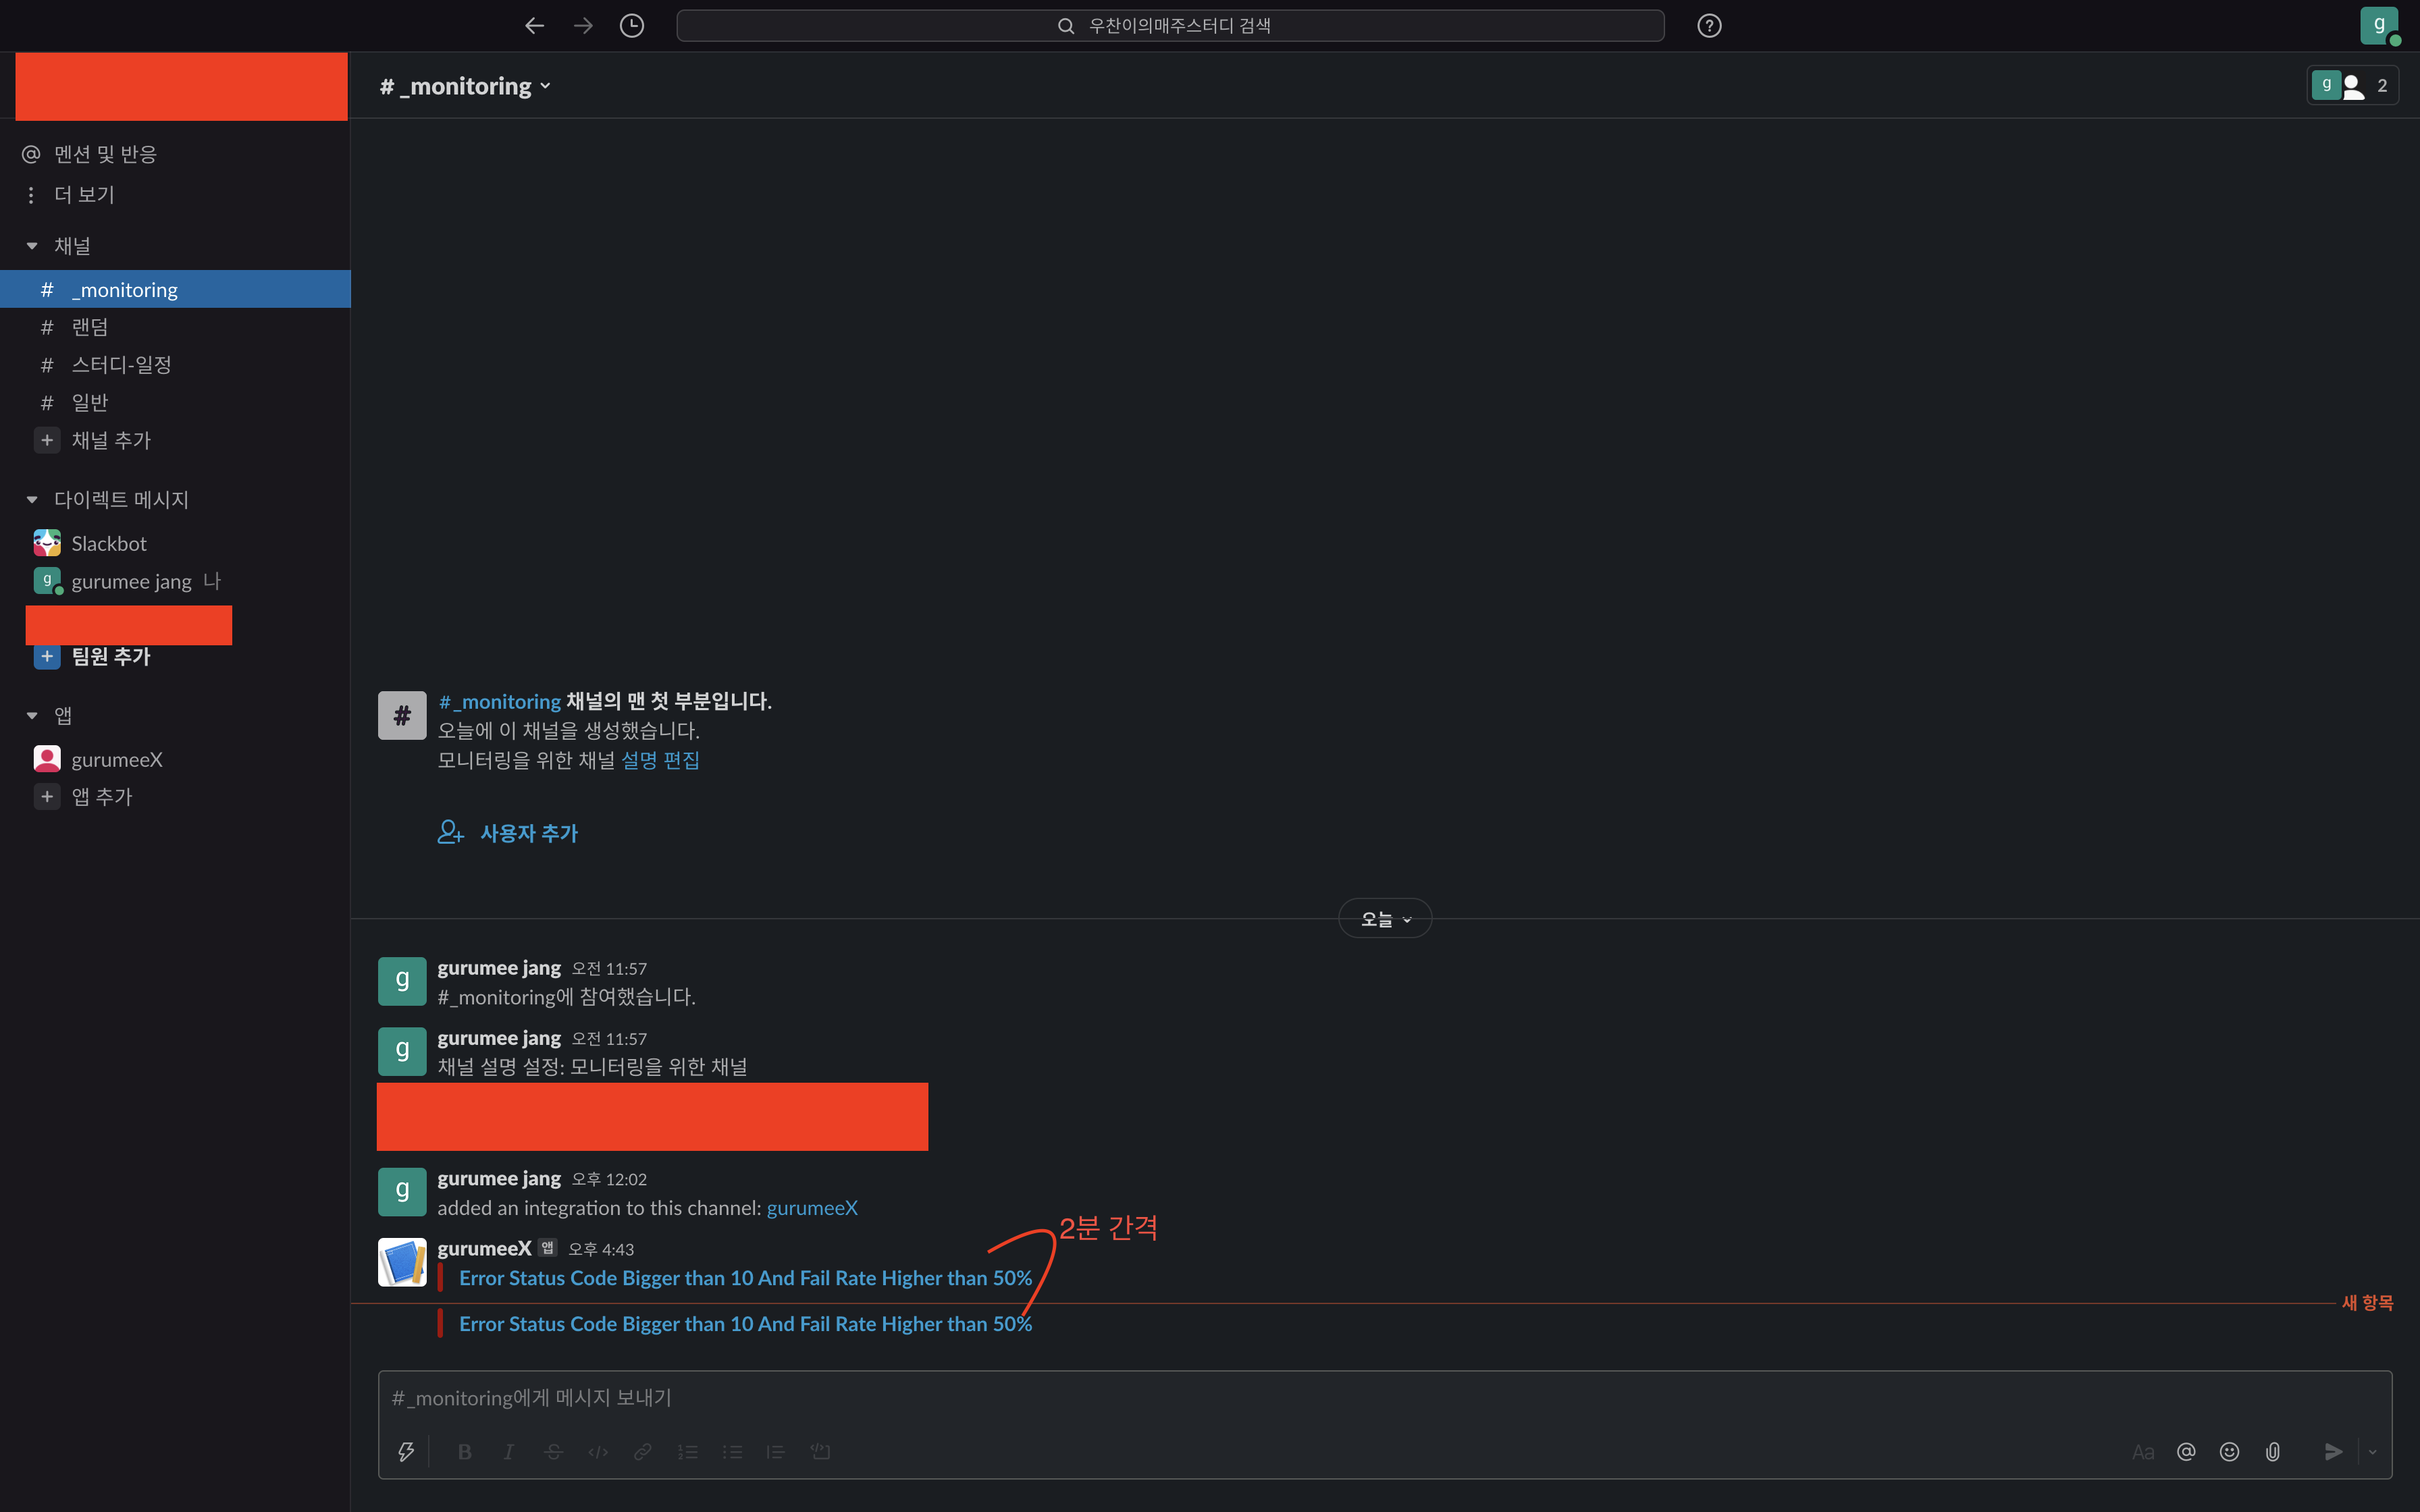 우찬이의매주스터디 검색
g
# _monitoring
g 2
멘션 및 반응
더 보기
채널
# _monitoring
# 랜덤
# 스터디-일정
# 일반
+ 채널 추가
다이렉트 메시지
Slackbot
g gurumee jang 나
+ 팀원 추가
앱
gurumeeX
+ 앱 추가
#
#_monitoring 채널의 맨 첫 부분입니다.
오늘에 이 채널을 생성했습니다.
모니터링을 위한 채널 설명 편집
사용자 추가
오늘
g
gurumee jang 오전 11:57
#_monitoring에 참여했습니다.
g
gurumee jang 오전 11:57
채널 설명 설정: 모니터링을 위한 채널
g
gurumee jang 오후 12:02
added an integration to this channel: gurumeeX
2분 간격
gurumeeX 앱 오후 4:43
Error Status Code Bigger than 10 And Fail Rate Higher than 50%
새 항목
Error Status Code Bigger than 10 And Fail Rate Higher than 50%
#_monitoring에게 메시지 보내기
B I S </> Aa @